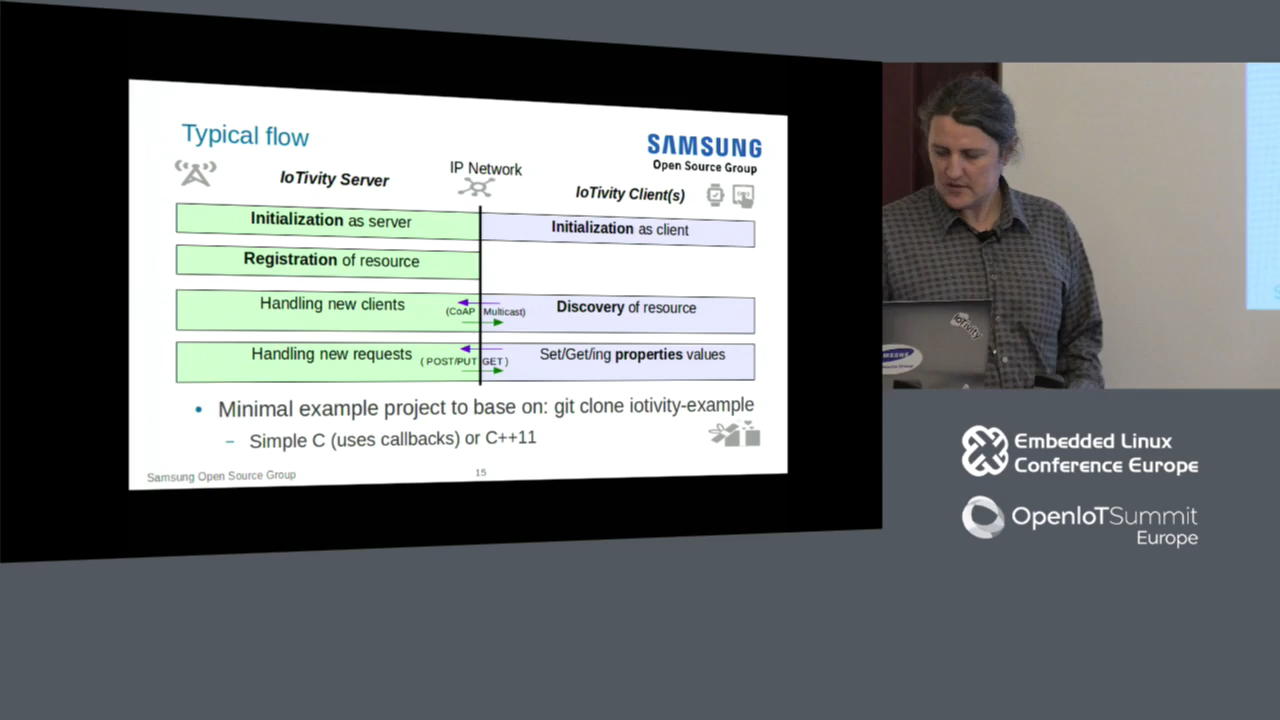 Typical flow
SAMSUNG
Open Source Group
IoTivity Server
IP Network
IoTivity Client(s)
Initialization as server
Initialization as client
Registration of resource
Handling new clients
(CoAP Multicast)
Discovery of resource
Handling new requests
( POST/PUT GET )
Set/Get/ing properties values
• Minimal example project to base on: git clone iotivity-example
– Simple C (uses callbacks) or C++11
Samsung Open Source Group
15
IoTivity
SAMSUNG
Embedded Linux
Conference Europe
OpenIoTSummit
Europe